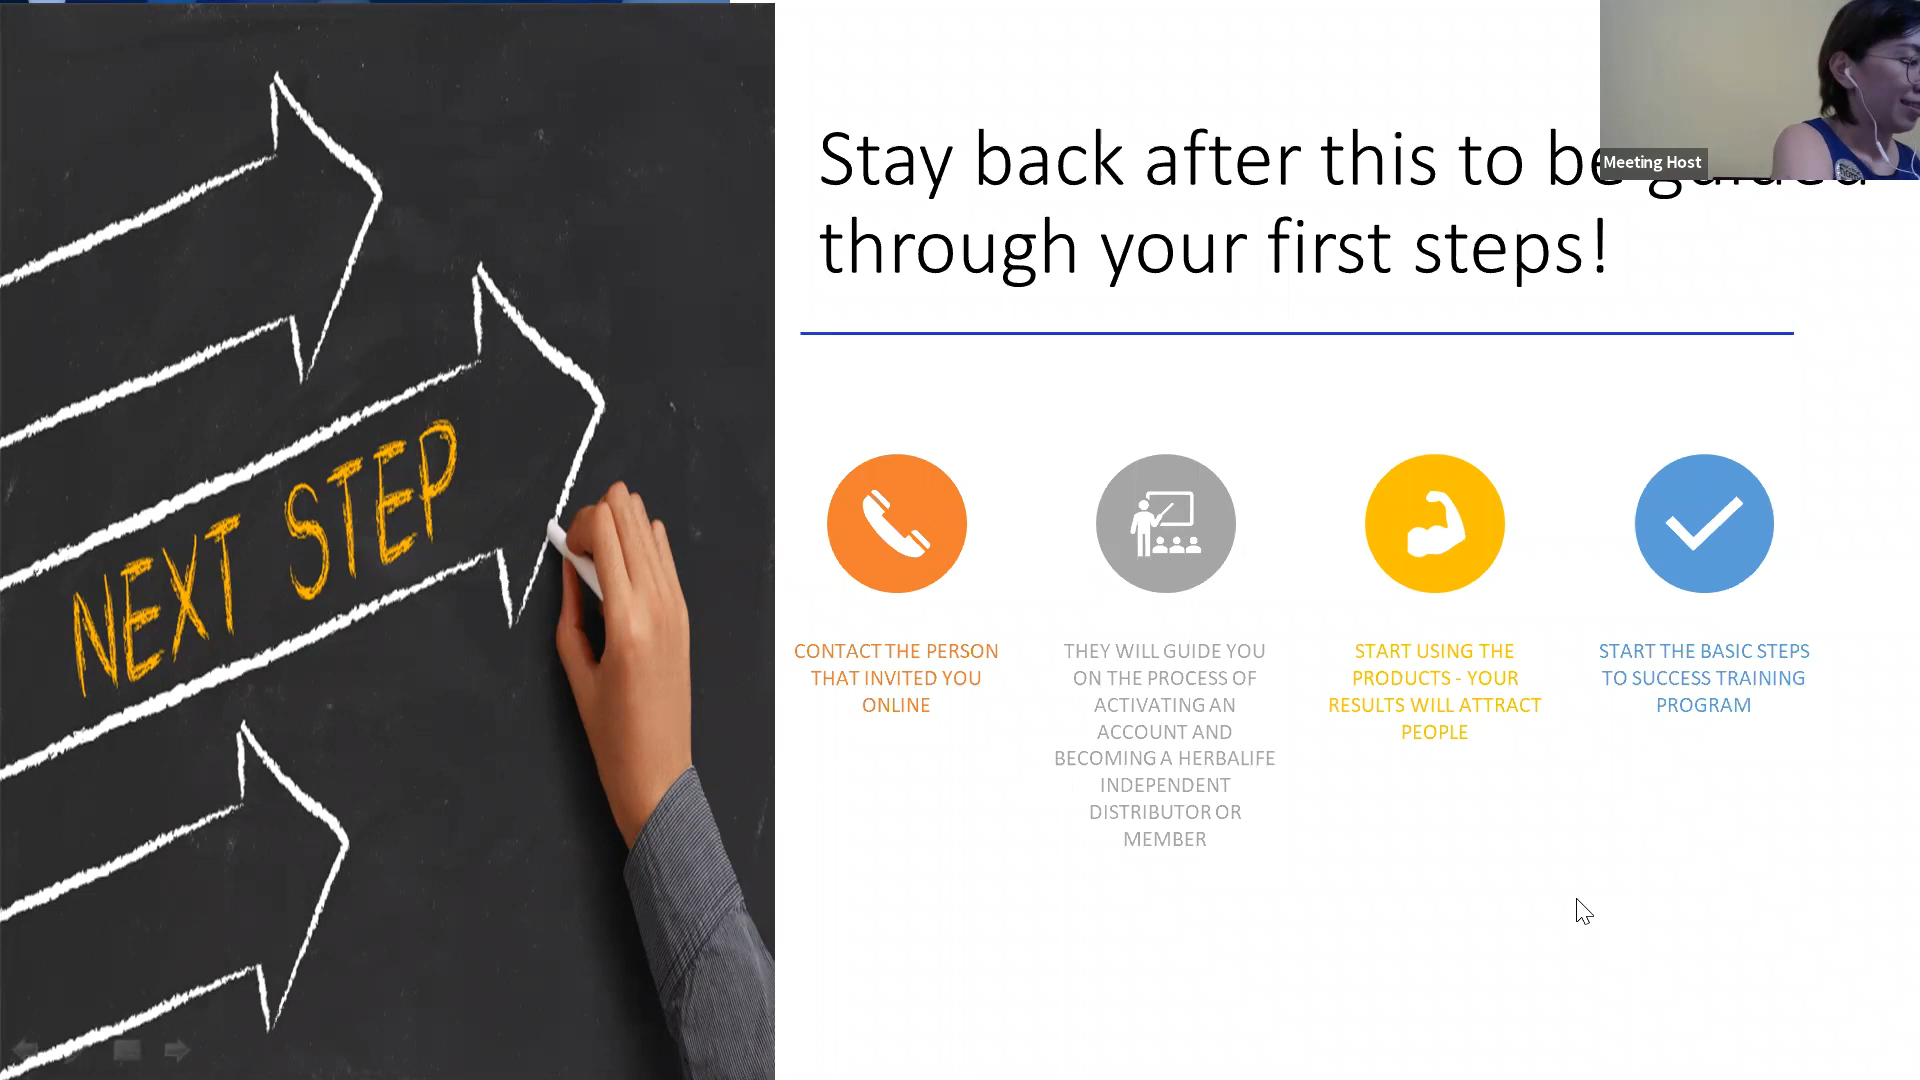 NEXT STEP
Stay back after this to be guided
through your first steps!
Meeting Host
CONTACT THE PERSON
THAT INVITED YOU
ONLINE
THEY WILL GUIDE YOU
ON THE PROCESS OF
ACTIVATING AN
ACCOUNT AND
BECOMING A HERBALIFE
INDEPENDENT
DISTRIBUTOR OR
MEMBER
START USING THE
PRODUCTS - YOUR
RESULTS WILL ATTRACT
PEOPLE
START THE BASIC STEPS
TO SUCCESS TRAINING
PROGRAM